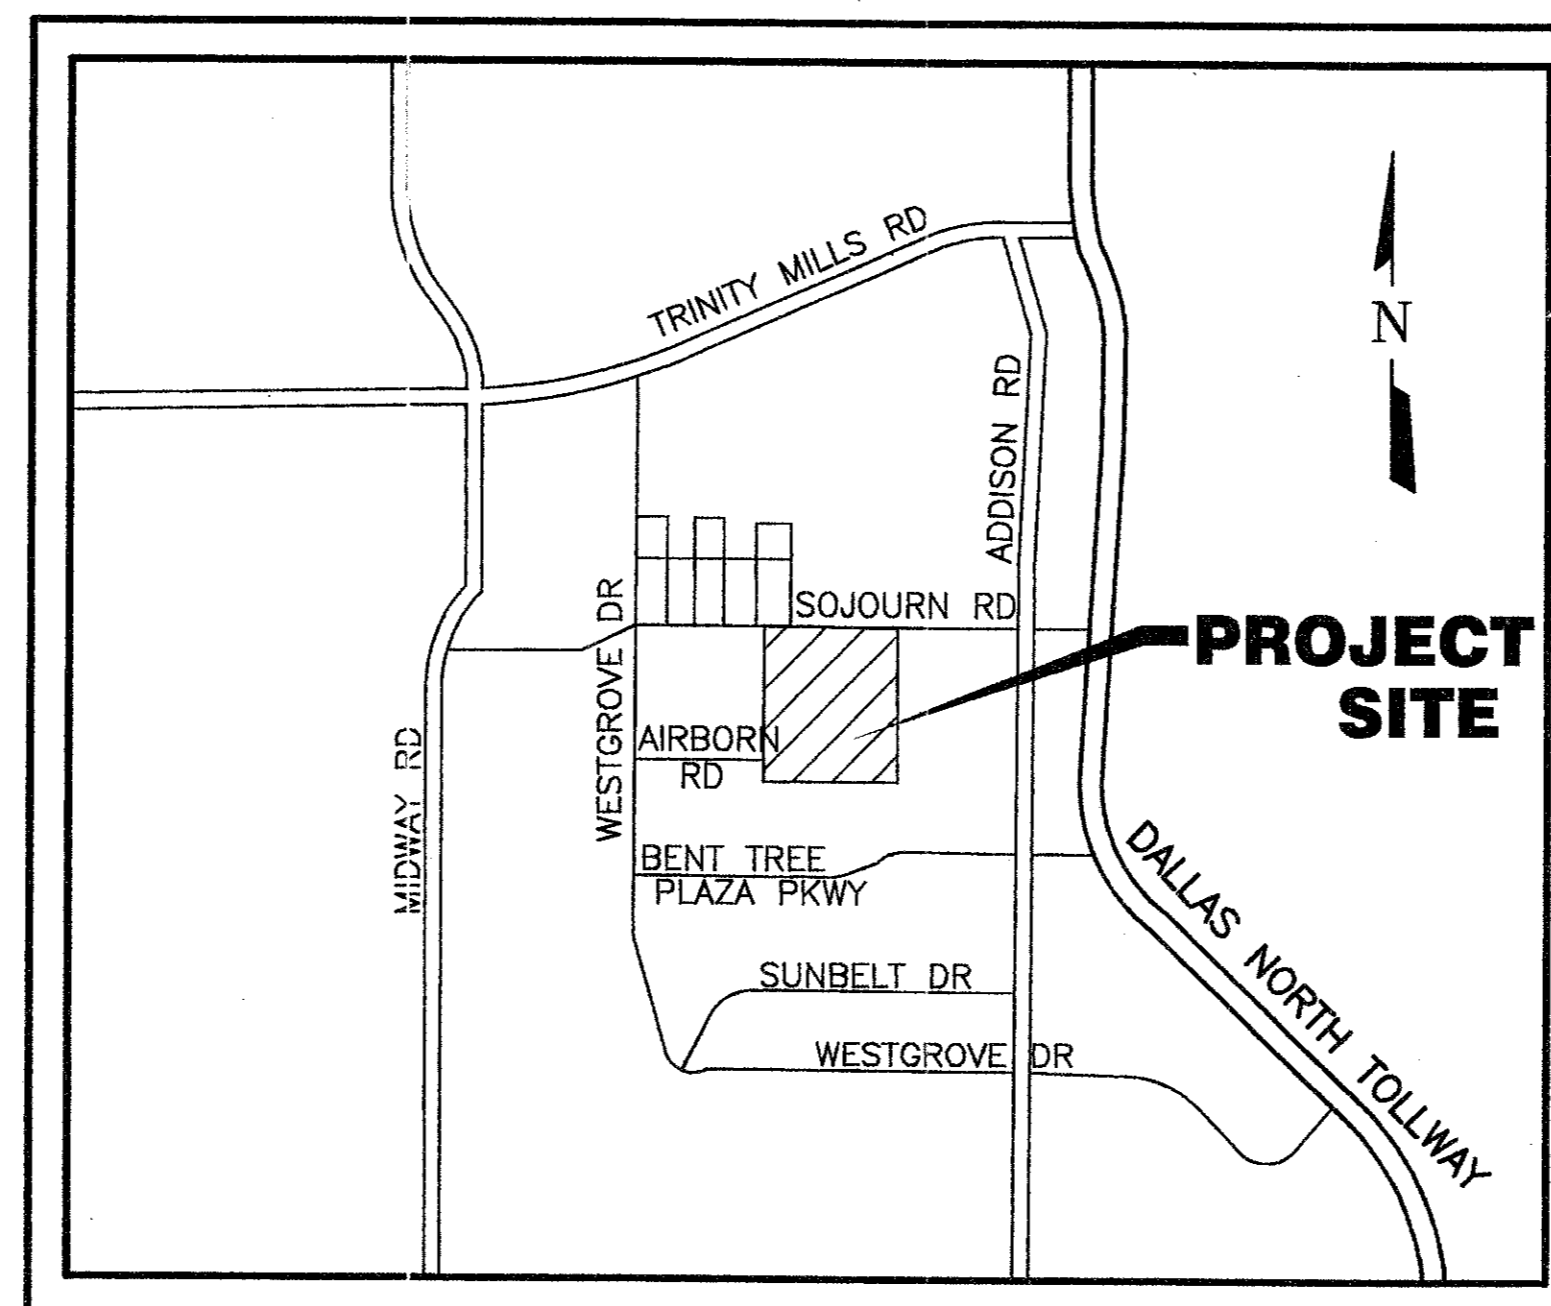 TRINITY MILLS RD
N
ADDISON RD
WESTGROVE DR
SOJOURN RD
PROJECT
SITE
MIDWAY RD
AIRBORN
RD
BENT TREE
PLAZA PKWY
DALLAS NORTH TOLLWAY
SUNBELT DR
WESTGROVE DR